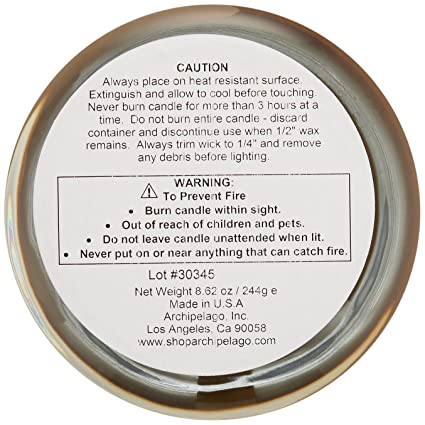 CAUTION
Always place on heat resistant surface.
Extinguish and allow to cool before touching.
Never burn candle for more than 3 hours at a
time. Do not burn entire candle - discard
container and discontinue use when 1/2" wax
remains. Always trim wick to 1/4" and remove
any debris before lighting.
WARNING:
To Prevent Fire
• Burn candle within sight.
• Out of reach of children and pets.
• Do not leave candle unattended when lit.
• Never put on or near anything that can catch fire.
Lot #30345
Net Weight 8.62 oz / 244g e
Made in U.S.A
Archipelago, Inc.
Los Angeles, Ca 90058
www.shoparchipelago.com